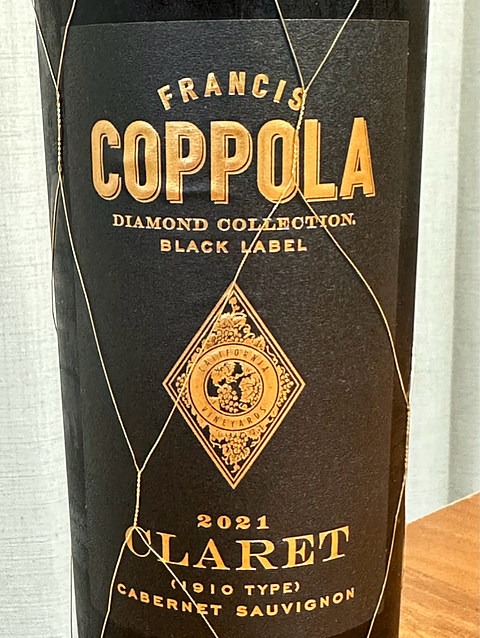 FRANCIS
COPPOLA
DIAMOND COLLECTION.
BLACK LABEL
CALIFORNIA
VINEYARDS
2021
CLARET
(1910 TYPE)
CABERNET SAUVIGNON